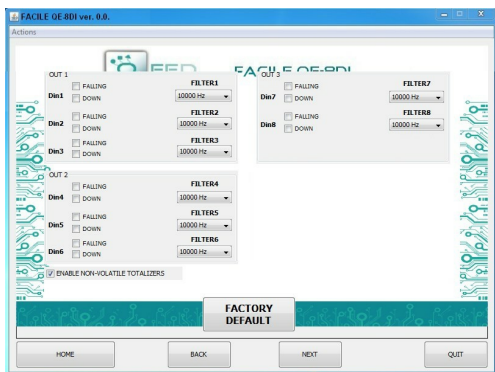 FACILE QE-8DI ver. 0.0.
Actions
FACILE QE-8DI
OUT 1
FALLING
FILTER1
Din1
DOWN
10000 Hz
FALLING
FILTER2
Din2
DOWN
10000 Hz
FALLING
FILTER3
Din3
DOWN
10000 Hz
OUT 3
FALLING
FILTER7
Din7
DOWN
10000 Hz
FALLING
FILTER8
Din8
DOWN
10000 Hz
OUT 2
FALLING
FILTER4
Din4
DOWN
10000 Hz
FALLING
FILTER5
Din5
DOWN
10000 Hz
FALLING
FILTER6
Din6
DOWN
10000 Hz
ENABLE NON-VOLATILE TOTALIZERS
FACTORY
DEFAULT
HOME
BACK
NEXT
QUIT